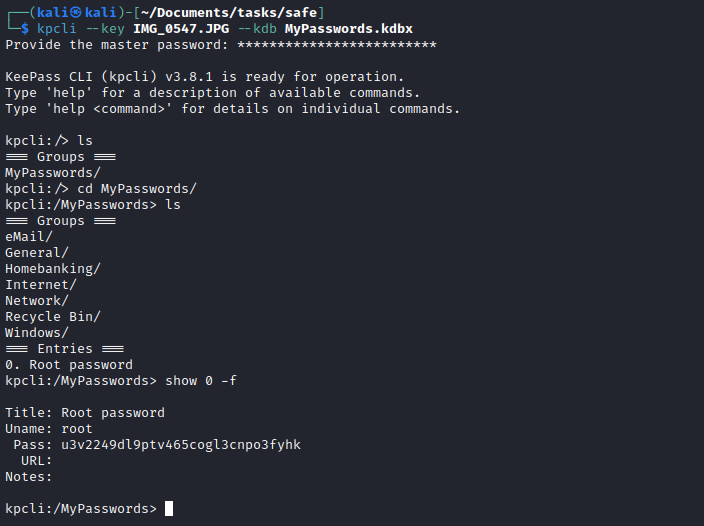 ┌──(kali㉿kali)-[~/Documents/tasks/safe]
└─$ kpcli --key IMG_0547.JPG --kdb MyPasswords.kdbx
Provide the master password: *************************

KeePass CLI (kpcli) v3.8.1 is ready for operation.
Type 'help' for a description of available commands.
Type 'help <command>' for details on individual commands.

kpcli:/> ls
=== Groups ===
MyPasswords/
kpcli:/> cd MyPasswords/
kpcli:/MyPasswords> ls
=== Groups ===
eMail/
General/
Homebanking/
Internet/
Network/
Recycle Bin/
Windows/
=== Entries ===
0. Root password
kpcli:/MyPasswords> show 0 -f

Title: Root password
Uname: root
 Pass: u3v2249dl9ptv465cogl3cnpo3fyhk
  URL:
Notes:

kpcli:/MyPasswords>